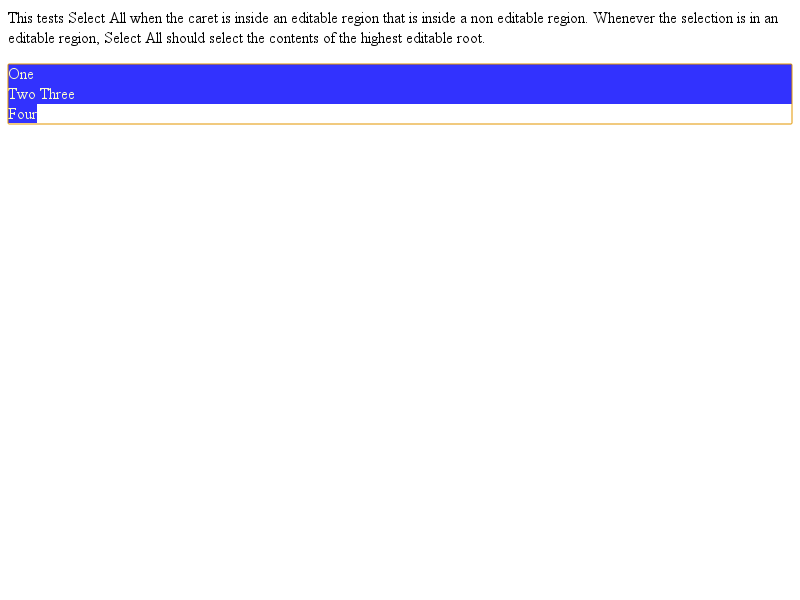 This tests Select All when the caret is inside an editable region that is inside a non editable region. Whenever the selection is in an
editable region, Select All should select the contents of the highest editable root.
One
Two Three
Four